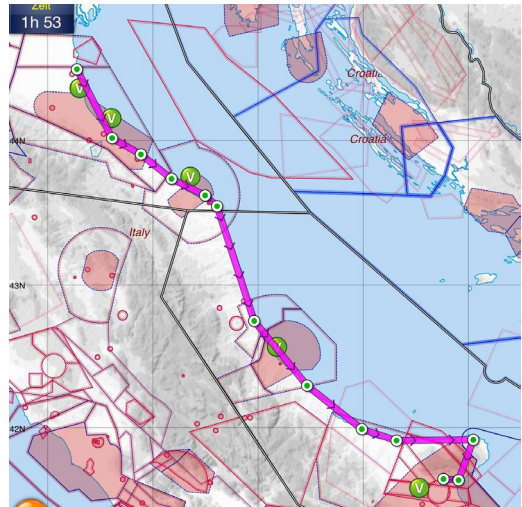 Zeit
1h 53
Croatia
Croatia
V
V
44N
V
Italy
43N
V
42N
V